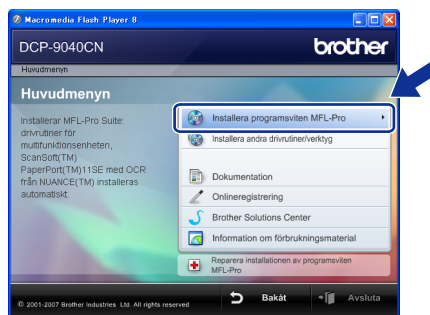 Macromedia Flash Player 8
DCP-9040CN
brother
Huvudmenyn
Huvudmenyn
Installerar MFL-Pro Suite:
drivrutiner för
multifunktionsenheten,
ScanSoft(TM)
PaperPort(TM)11SE med OCR
från NUANCE(TM) installeras
automatiskt.
Installera programsviten MFL-Pro
Installera andra drivrutiner/verktyg
Dokumentation
Onlineregistrering
Brother Solutions Center
Information om förbrukningsmaterial
Reparera installationen av programsviten
MFL-Pro
© 2001-2007 Brother Industries Ltd. All rights reserved
Bakåt
Avsluta